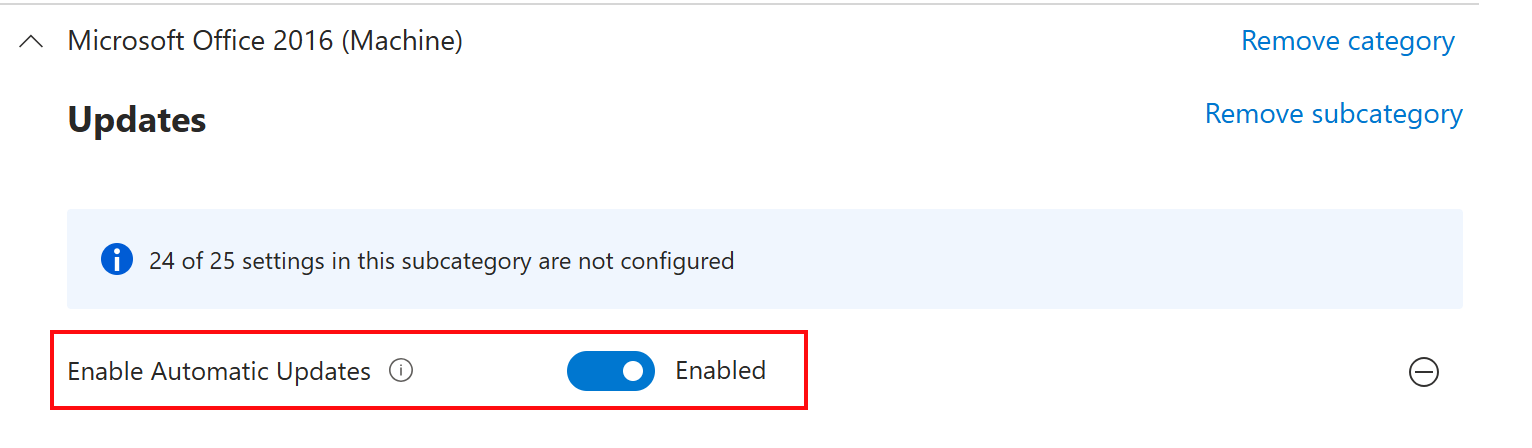 Microsoft Office 2016 (Machine)
Remove category
Updates
Remove subcategory
24 of 25 settings in this subcategory are not configured
Enable Automatic Updates
Enabled